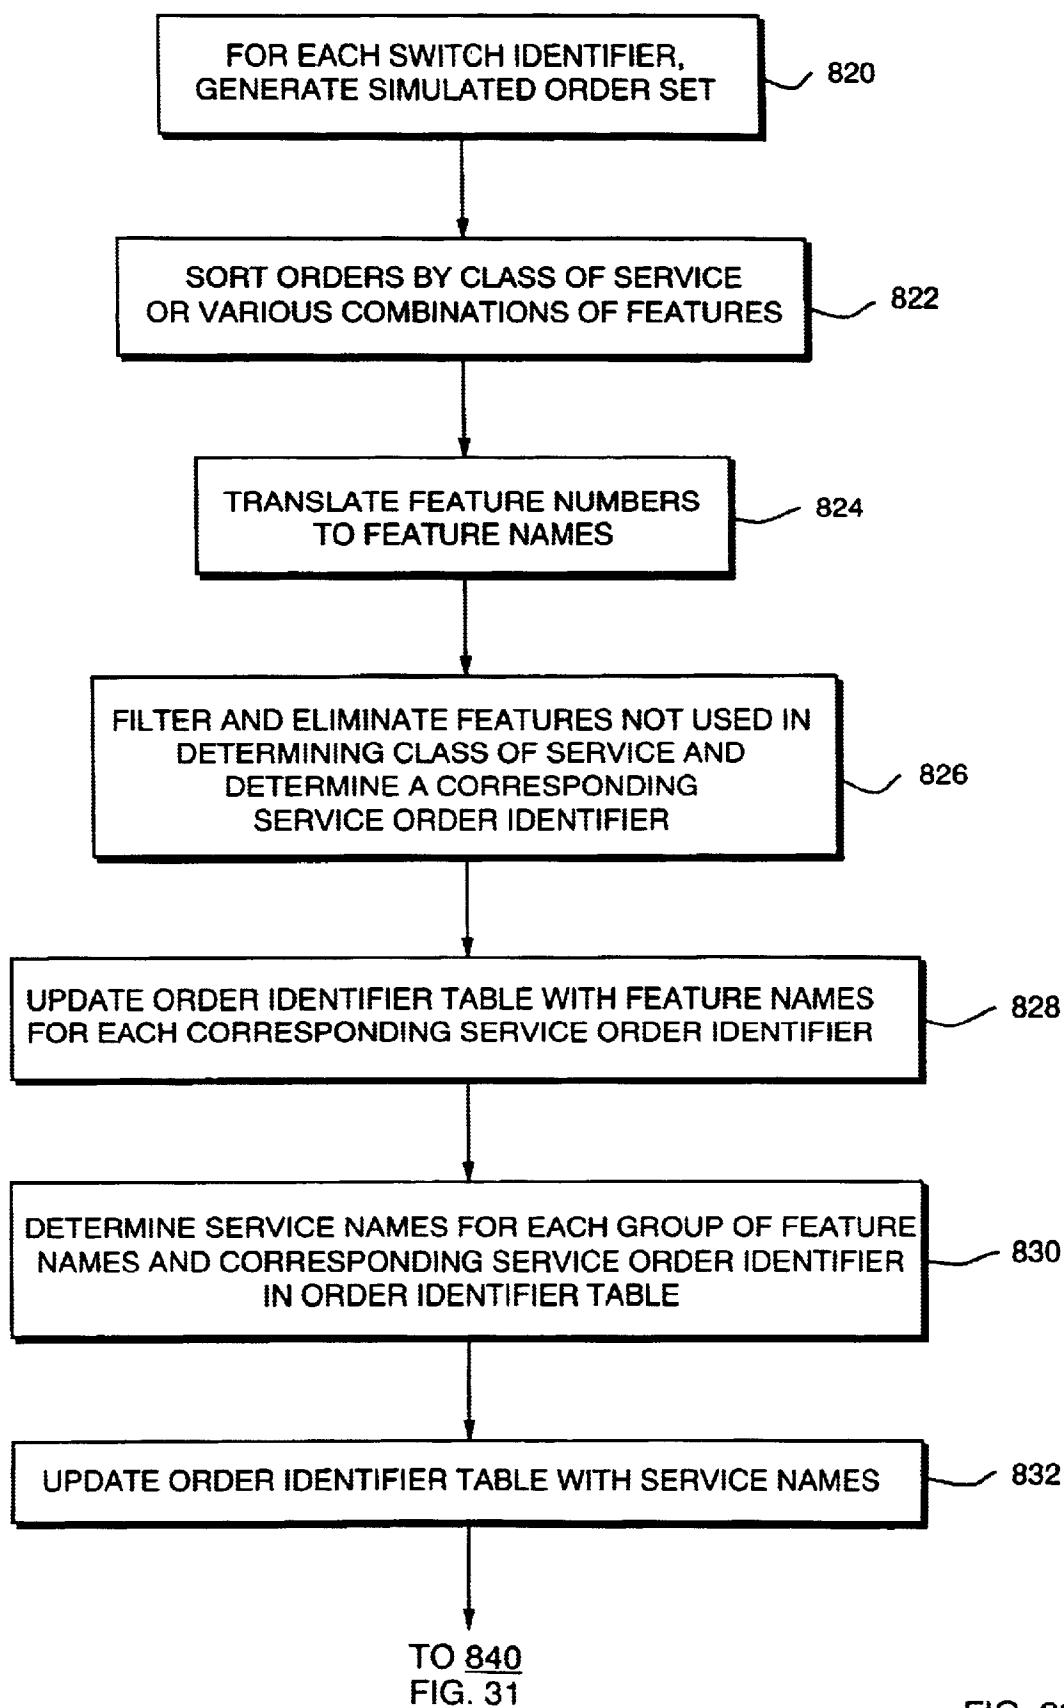 FOR EACH SWITCH IDENTIFIER,
GENERATE SIMULATED ORDER SET
820
SORT ORDERS BY CLASS OF SERVICE
OR VARIOUS COMBINATIONS OF FEATURES
822
TRANSLATE FEATURE NUMBERS
TO FEATURE NAMES
824
FILTER AND ELIMINATE FEATURES NOT USED IN
DETERMINING CLASS OF SERVICE AND
DETERMINE A CORRESPONDING
SERVICE ORDER IDENTIFIER
826
UPDATE ORDER IDENTIFIER TABLE WITH FEATURE NAMES
FOR EACH CORRESPONDING SERVICE ORDER IDENTIFIER
828
DETERMINE SERVICE NAMES FOR EACH GROUP OF FEATURE
NAMES AND CORRESPONDING SERVICE ORDER IDENTIFIER
IN ORDER IDENTIFIER TABLE
830
UPDATE ORDER IDENTIFIER TABLE WITH SERVICE NAMES
832
TO 840
FIG. 31